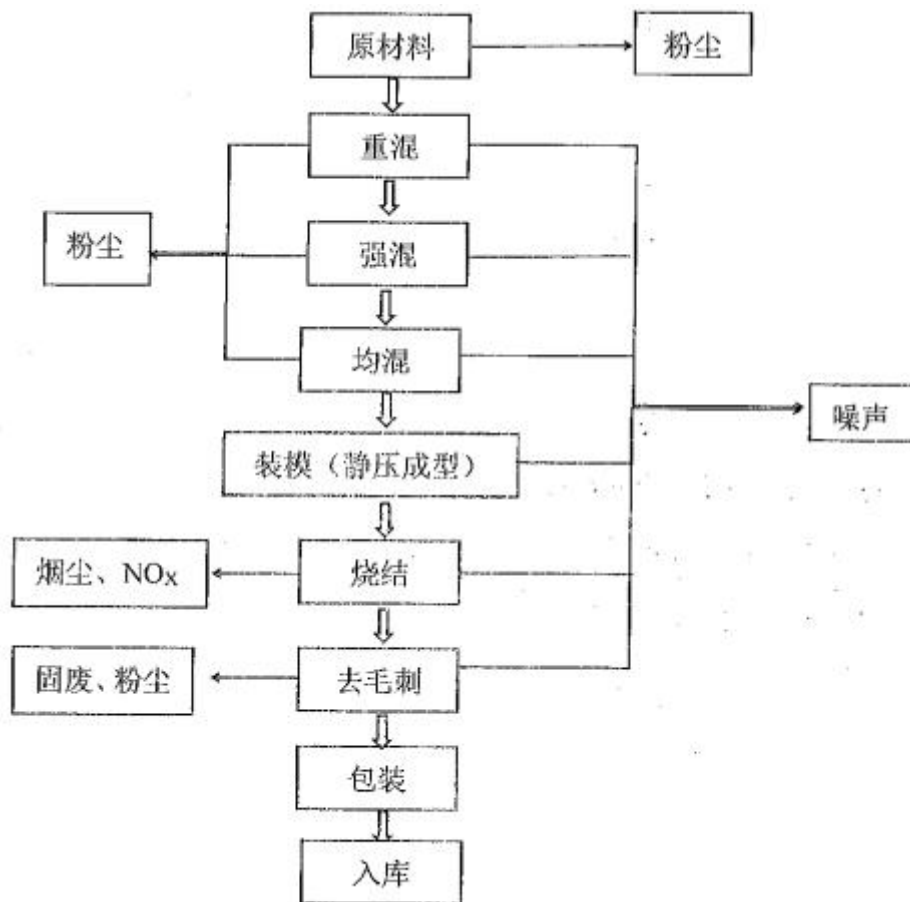 原材料
粉尘
重混
粉尘
强混
均混
噪声
装模（静压成型）
烟尘、NOx
烧结
固废、粉尘
去毛刺
包装
入库